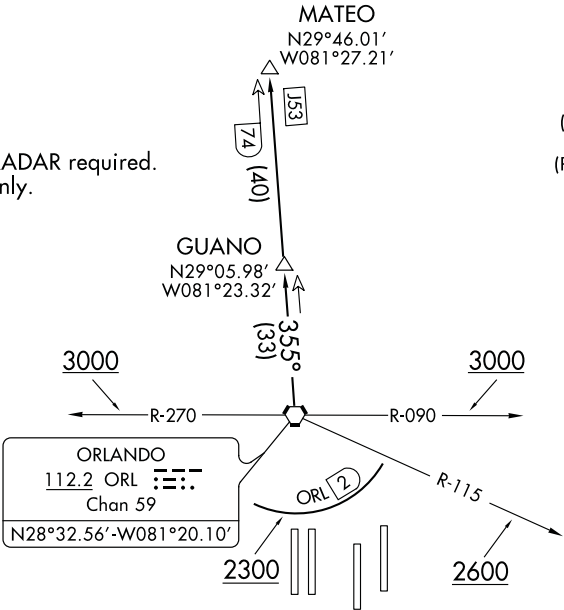 MATEO
N29°46.01′
W081°27.21′
J53
74
(40)
(
ADAR required.
nly.
(F
GUANO
N29°05.98′
W081°23.32′
355°
(33)
3000
3000
R-270
R-090
ORLANDO
112.2 ORL
Chan 59
N28°32.56′-W081°20.10′
R-115
ORL 2
2300
2600